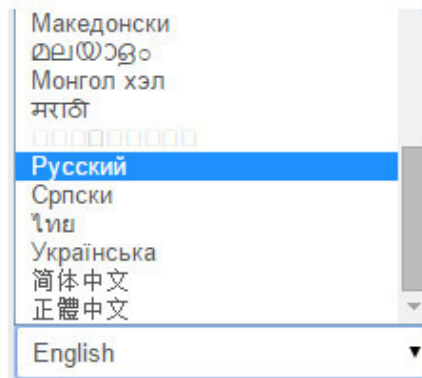 Македонски
മലയാളം
Монгол хэл
मराठी
Русский
Српски
ไทย
Українська
简体中文
正體中文
English